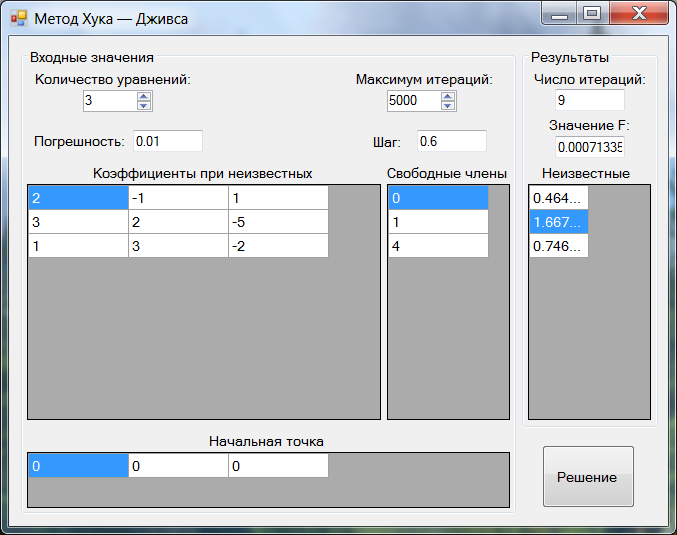 Метод Хука — Дживса
Входные значения
Количество уравнений:
3
Максимум итераций:
5000
Погрешность: 0.01
Шаг: 0.6
Коэффициенты при неизвестных
2 -1 1
3 2 -5
1 3 -2
Свободные члены
0
1
4
Начальная точка
0 0 0
Результаты
Число итераций:
9
Значение F:
0.00071335
Неизвестные
0.464...
1.667...
0.746...
Решение